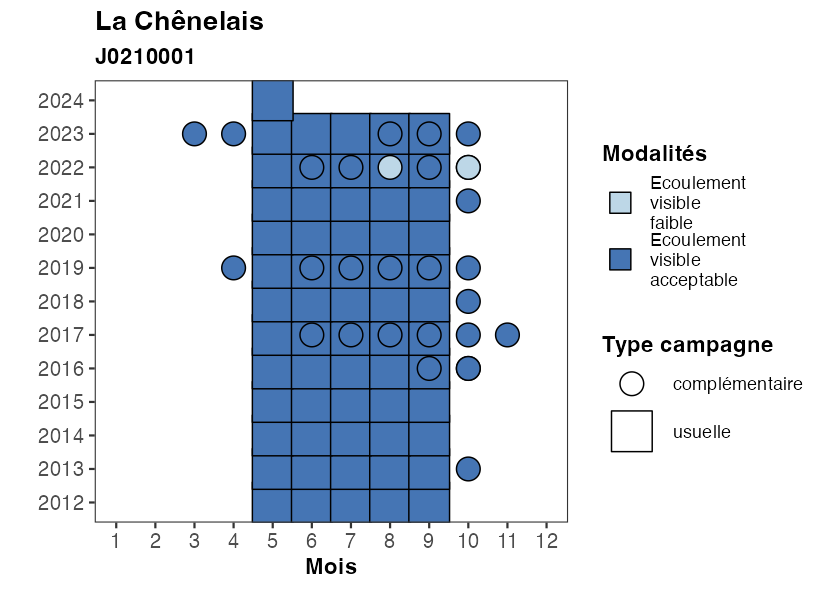 La Chênelais
J0210001
2024
2023
2022
2021
2020
2019
2018
2017
2016
2015
2014
2013
2012
1 2 3 4 5 6 7 8 9 10 11 12
Mois
Modalités
Ecoulement
visible
faible
Ecoulement
visible
acceptable
Type campagne
complémentaire
usuelle